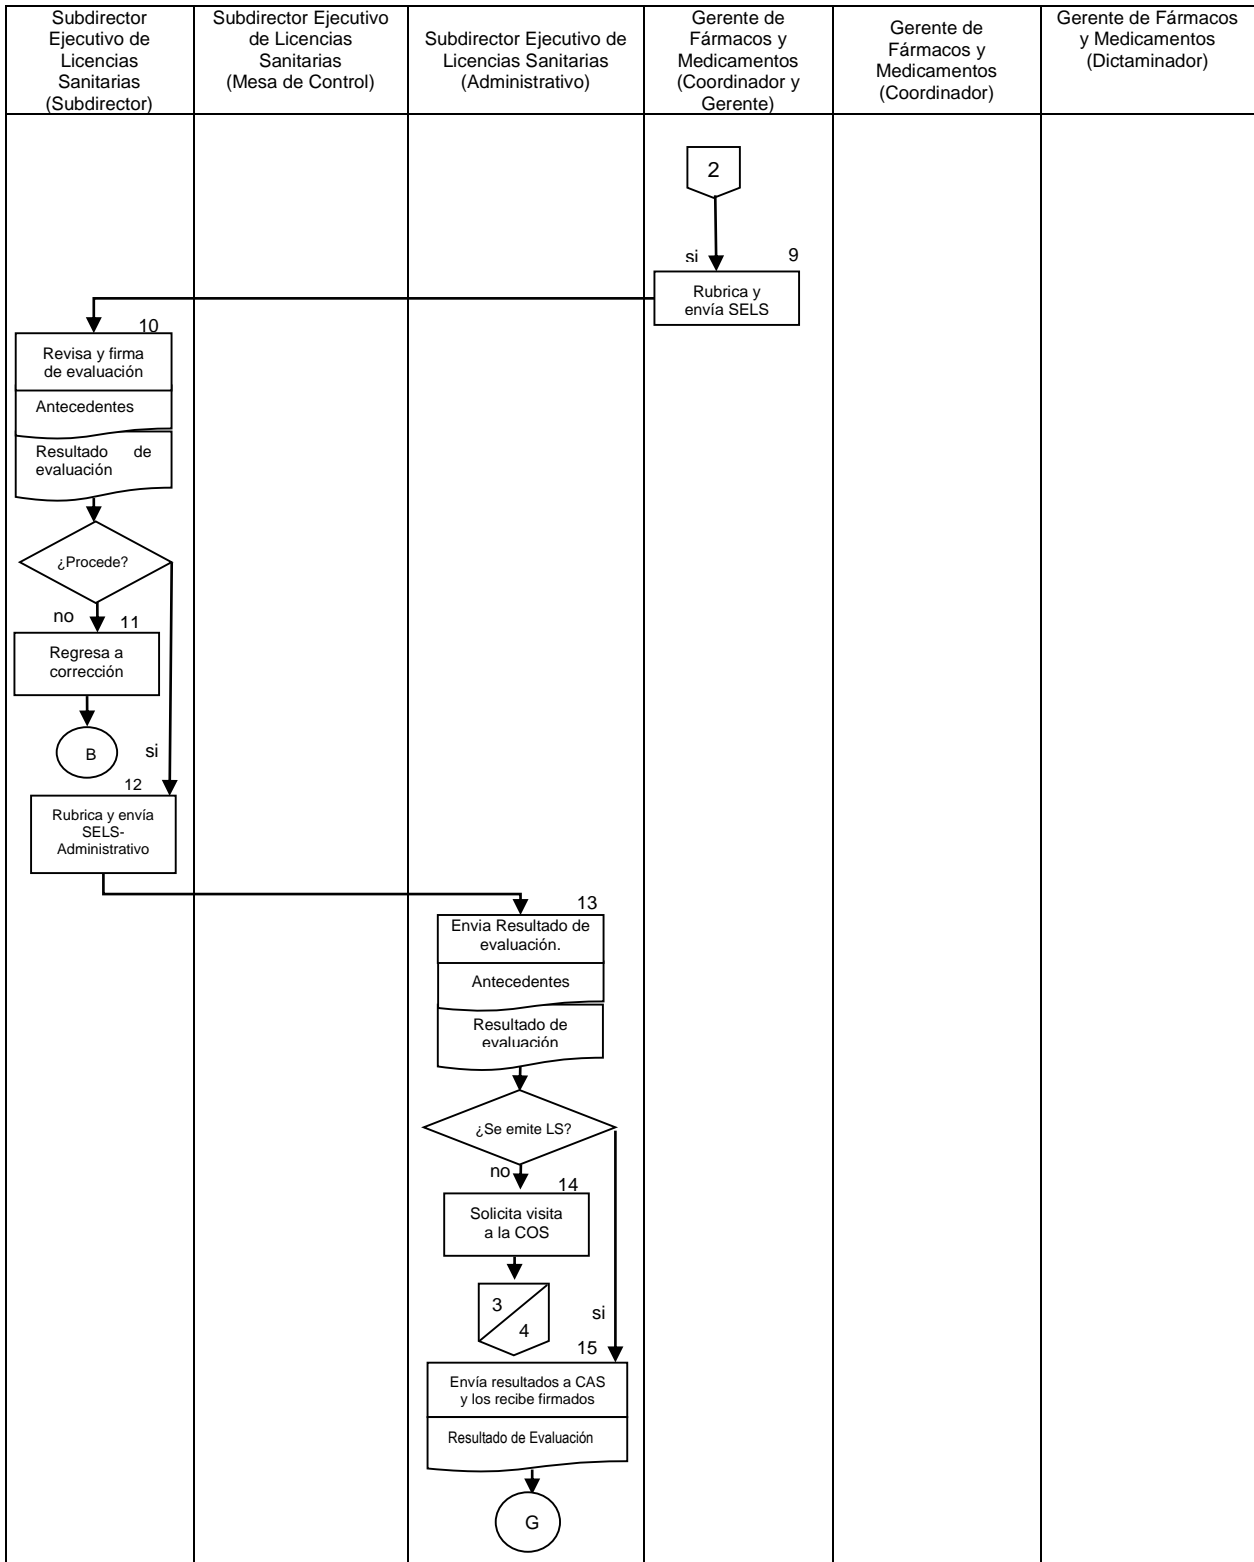 Subdirector
Ejecutivo de
Licencias
Sanitarias
(Subdirector)
Subdirector Ejecutivo
de Licencias
Sanitarias
(Mesa de Control)
Subdirector Ejecutivo de
Licencias Sanitarias
(Administrativo)
Gerente de
Fármacos y
Medicamentos
(Coordinador y
Gerente)
Gerente de
Fármacos y
Medicamentos
(Coordinador)
Gerente de Fármacos
y Medicamentos
(Dictaminador)
2
si
9
Rubrica y
envía SELS
10
Revisa y firma
de evaluación
Antecedentes
Resultado de
evaluación
¿Procede?
no
11
Regresa a
corrección
B
si
12
Rubrica y envía
SELS-
Administrativo
13
Envia Resultado de
evaluación.
Antecedentes
Resultado de
evaluación
¿Se emite LS?
no
14
Solicita visita
a la COS
3
4
si
15
Envía resultados a CAS
y los recibe firmados
Resultado de Evaluación
G